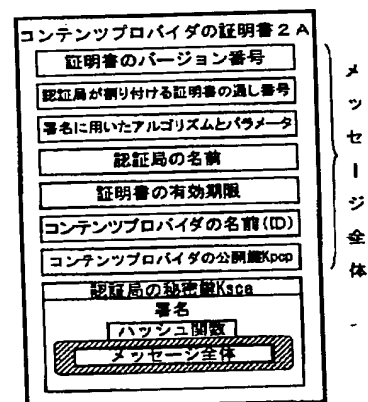 コンテンツプロバイダの証明書2A
証明書のバージョン番号
認証局が割り付ける証明書の通し番号
署名に用いたアルゴリズムとパラメータ
認証局の名前
証明書の有効期限
コンテンツプロバイダの名前(ID)
コンテンツプロバイダの公開鍵Kpcp
認証局の秘密鍵Ksca
署名
ハッシュ関数
メッセージ全体
メッセージ全体